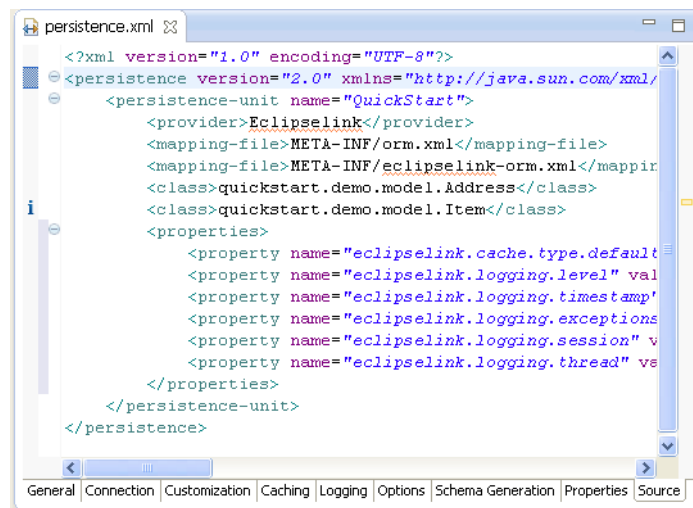 persistence.xml
<?xml version="1.0" encoding="UTF-8"?>
<persistence version="2.0" xmlns="http://java.sun.com/xml/
<persistence-unit name="QuickStart">
<provider>Eclipselink</provider>
<mapping-file>META-INF/orm.xml</mapping-file>
<mapping-file>META-INF/eclipselink-orm.xml</mappin
<class>quickstart.demo.model.Address</class>
i <class>quickstart.demo.model.Item</class>
<properties>
<property name="eclipselink.cache.type.default
<property name="eclipselink.logging.level" val
<property name="eclipselink.logging.timestamp"
<property name="eclipselink.logging.exceptions
<property name="eclipselink.logging.session" v
<property name="eclipselink.logging.thread" va
</properties>
</persistence-unit>
</persistence>
General Connection Customization Caching Logging Options Schema Generation Properties Source